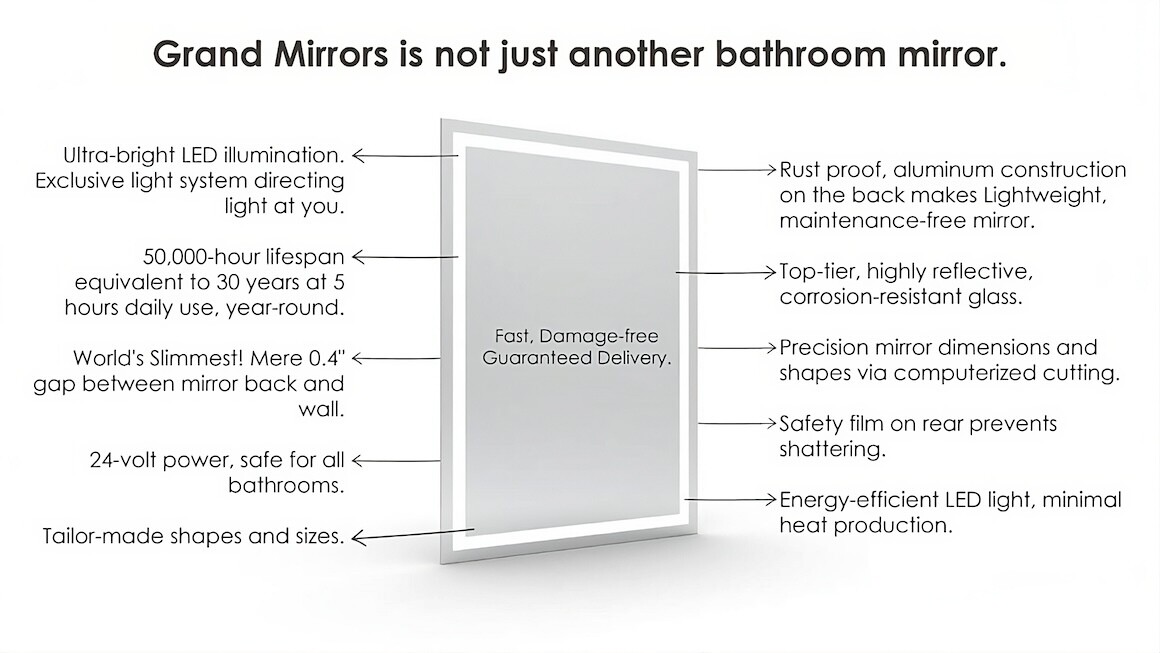 Grand Mirrors is not just another bathroom mirror.
Ultra-bright LED illumination.
Exclusive light system directing
light at you.
50,000-hour lifespan
equivalent to 30 years at 5
hours daily use, year-round.
World's Slimmest! Mere 0.4"
gap between mirror back and
wall.
24-volt power, safe for all
bathrooms.
Tailor-made shapes and sizes.
Fast, Damage-free
Guaranteed Delivery.
Rust proof, aluminum construction
on the back makes Lightweight,
maintenance-free mirror.
Top-tier, highly reflective,
corrosion-resistant glass.
Precision mirror dimensions and
shapes via computerized cutting.
Safety film on rear prevents
shattering.
Energy-efficient LED light, minimal
heat production.